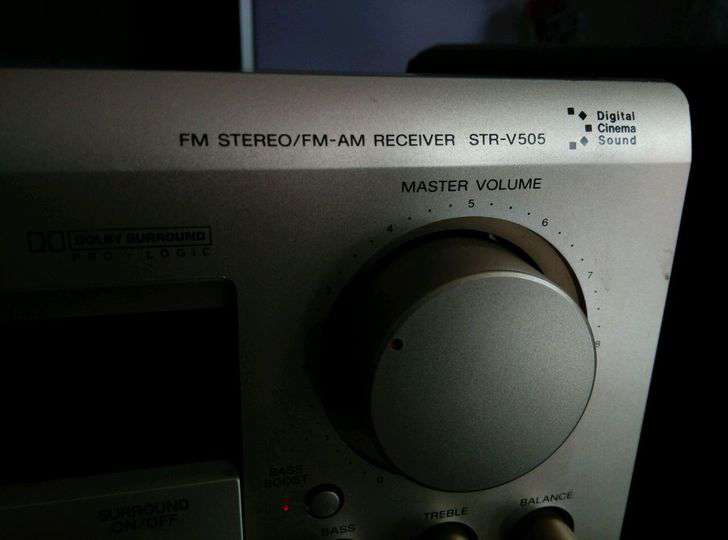 FM STEREO/FM-AM RECEIVER STR-V505
Digital
Cinema
Sound
MASTER VOLUME
4 5 6 7 8
DOLBY SURROUND
PRO·LOGIC
0
BASS
BOOST
SURROUND
ON/OFF
BASS
TREBLE
BALANCE